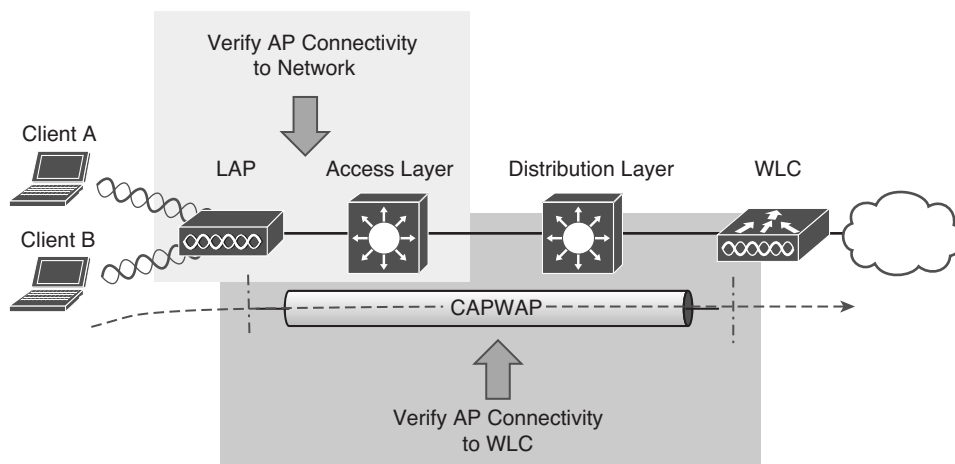 Verify AP Connectivity
to Network
Client A
LAP
Access Layer
Distribution Layer
WLC
Client B
CAPWAP
Verify AP Connectivity
to WLC